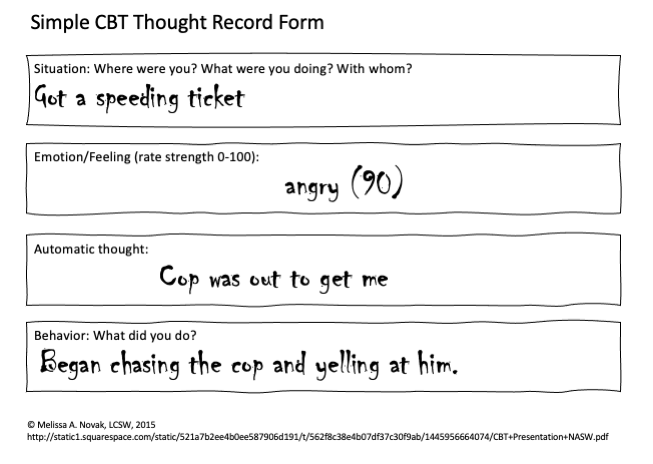 Simple CBT Thought Record Form
Situation: Where were you? What were you doing? With whom?
Got a speeding ticket
Emotion/Feeling (rate strength 0-100):
angry (90)
Automatic thought:
Cop was out to get me
Behavior: What did you do?
Began chasing the cop and yelling at him.
© Melissa A. Novak, LCSW, 2015
http://static1.squarespace.com/static/521a7b2ee4b0ee587906d191/t/562f8c38e4b07df37c30f9ab/1445956664074/CBT+Presentation+NASW.pdf